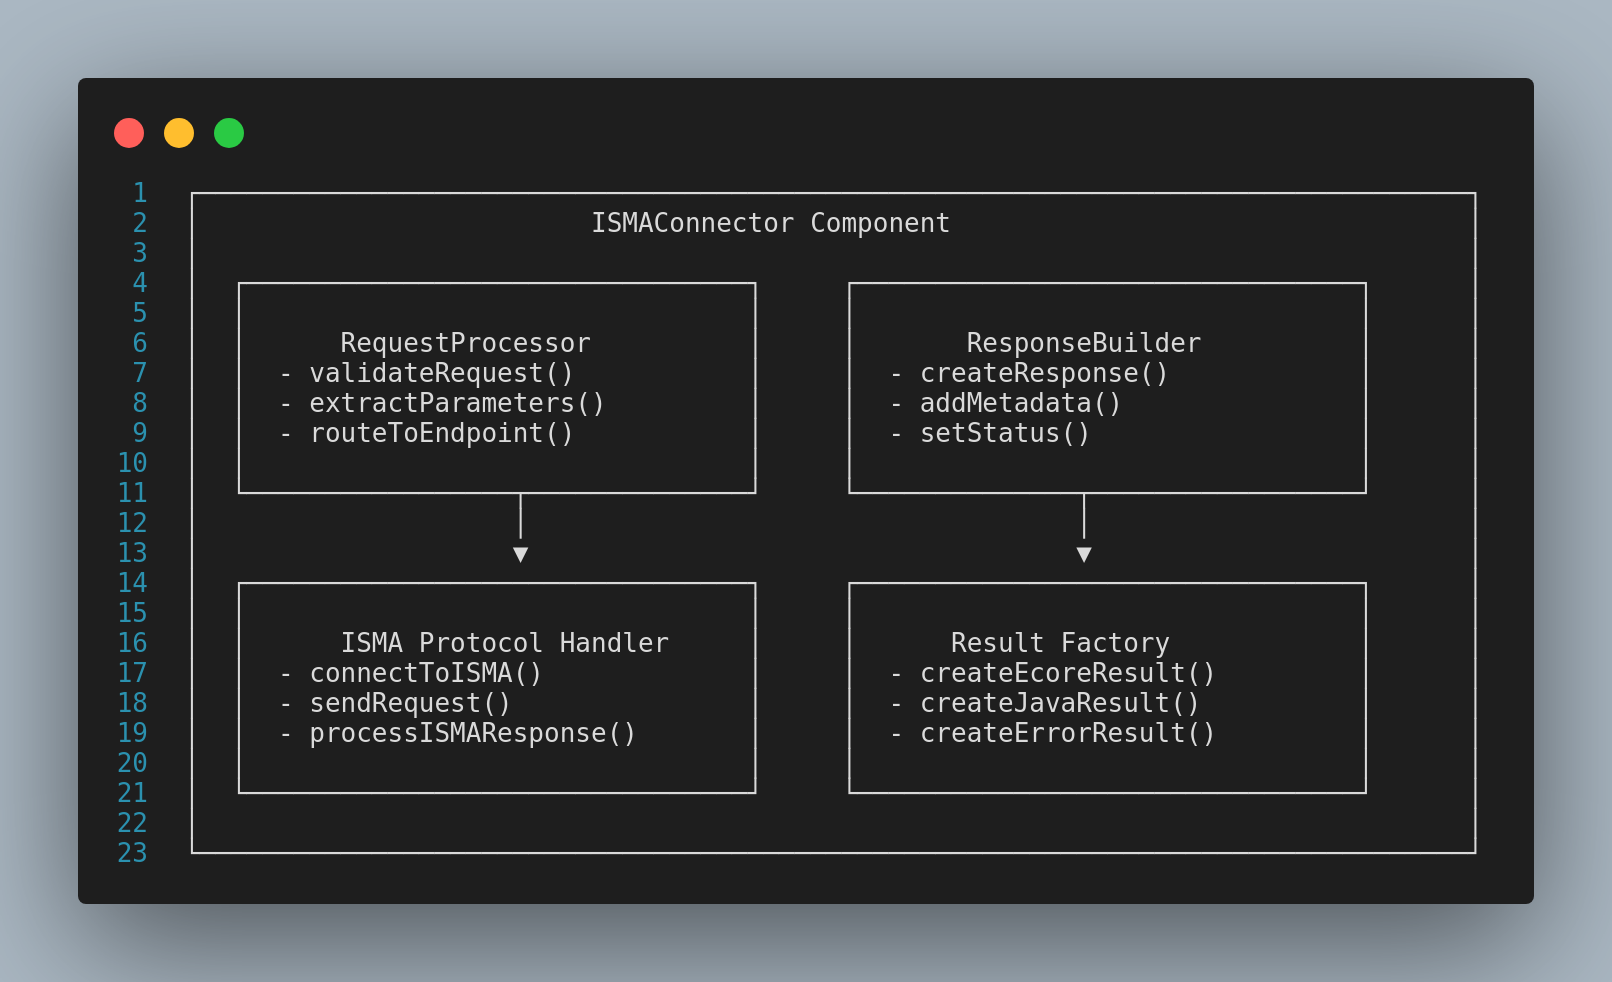 1
2 ISMAConnector Component
3
4
5
6 RequestProcessor ResponseBuilder
7 - validateRequest() - createResponse()
8 - extractParameters() - addMetadata()
9 - routeToEndpoint() - setStatus()
10
11
12
13 ▼ ▼
14
15
16 ISMA Protocol Handler Result Factory
17 - connectToISMA() - createEcoreResult()
18 - sendRequest() - createJavaResult()
19 - processISMAResponse() - createErrorResult()
20
21
22
23